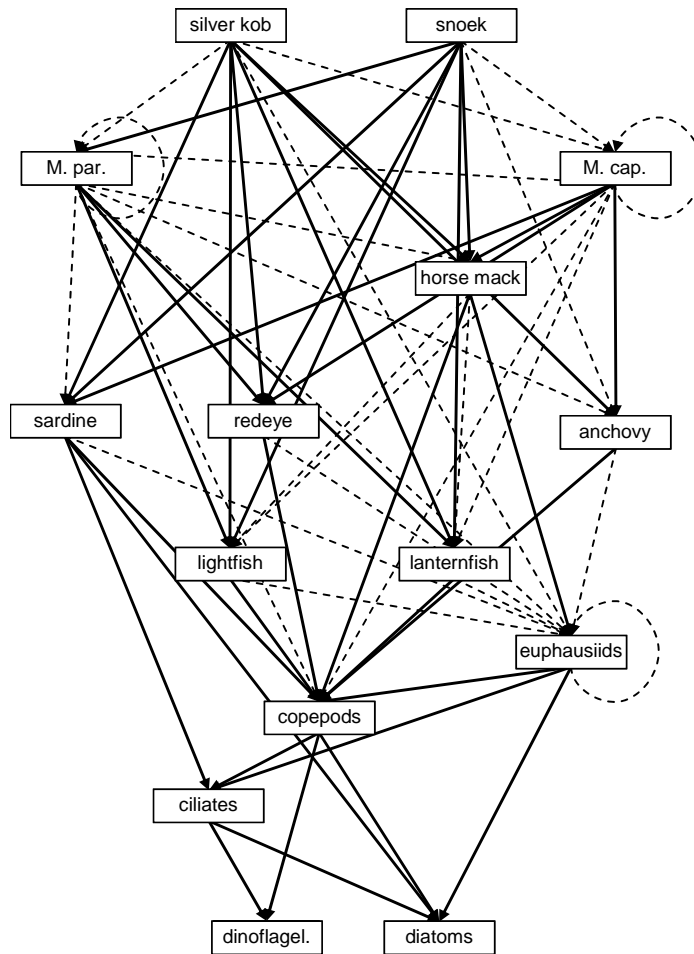 silver kob
snoek
M. par.
M. cap.
horse mack
sardine
redeye
anchovy
lightfish
lanternfish
euphausiids
copepods
ciliates
dinoflagel.
diatoms